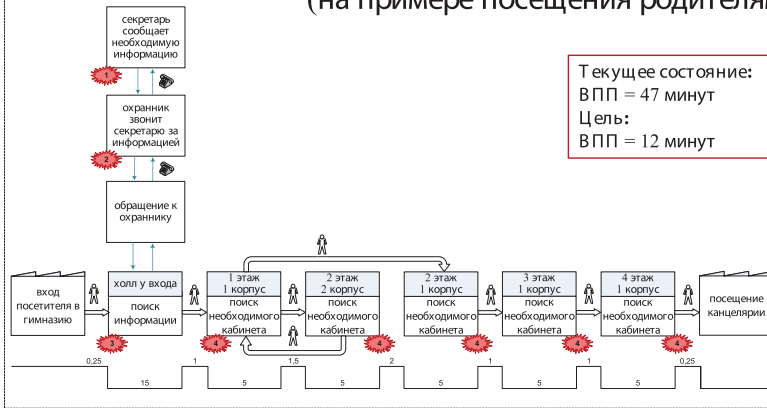 (на примере посещения родителям
секретарь
сообщает
необходимую
информацию
1
охранник
звонит
секретарю за
информацией
2
обращение к
охраннику
Текущее состояние:
ВПП = 47 минут
Цель:
ВПП = 12 минут
вход
посетителя в
гимназию
холл у входа
поиск
информации
3
1 этаж
1 корпус
поиск
необходимого
кабинета
4
2 этаж
2 корпус
поиск
необходимого
кабинета
4
2 этаж
1 корпус
поиск
необходимого
кабинета
4
3 этаж
1 корпус
поиск
необходимого
кабинета
4
4 этаж
1 корпус
поиск
необходимого
кабинета
4
посещение
канцелярии
0,25 1 1,5 2 1 1 0,25
15 5 5 5 5 5